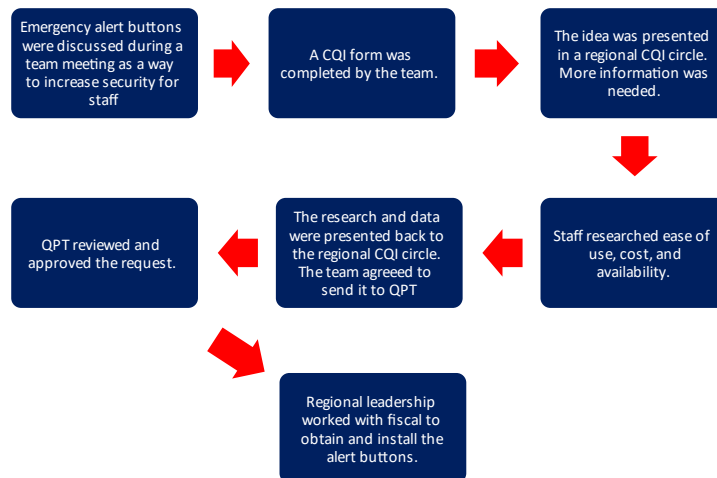 Emergency alert buttons
were discussed during a
team meeting as a way
to increase security for
staff
A CQI form was
completed by the team.
The idea was presented
in a regional CQI circle.
More information was
needed.
Staff researched ease of
use, cost, and
availability.
The research and data
were presented back to
the regional CQI circle.
The team agreeed to
send it to QPT
QPT reviewed and
approved the request.
Regional leadership
worked with fiscal to
obtain and install the
alert buttons.